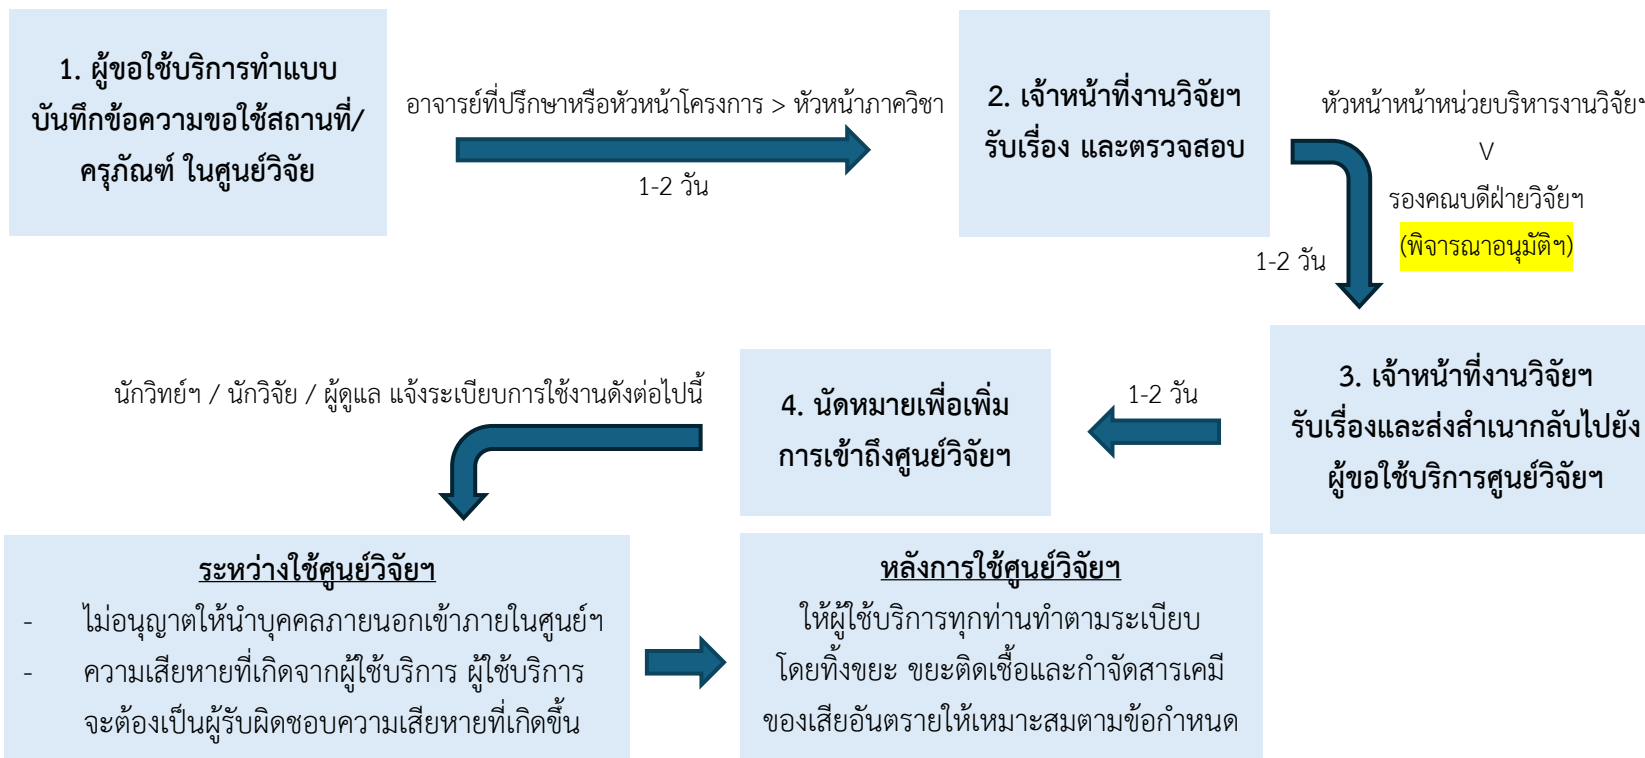 1. ผู้ขอใช้บริการทำแบบ
บันทึกข้อความขอใช้สถานที่/
ครุภัณฑ์ ในศูนย์วิจัย
อาจารย์ที่ปรึกษาหรือหัวหน้าโครงการ > หัวหน้าภาควิชา
1-2 วัน
2. เจ้าหน้าที่งานวิจัยฯ
รับเรื่อง และตรวจสอบ
หัวหน้าหน้าหน่วยบริหารงานวิจัยฯ
V
รองคณบดีฝ่ายวิจัยฯ
(พิจารณาอนุมัติฯ)
1-2 วัน
3. เจ้าหน้าที่งานวิจัยฯ
รับเรื่องและส่งสำเนากลับไปยัง
ผู้ขอใช้บริการศูนย์วิจัยฯ
1-2 วัน
4. นัดหมายเพื่อเพิ่ม
การเข้าถึงศูนย์วิจัยฯ
นักวิทย์ฯ / นักวิจัย / ผู้ดูแล แจ้งระเบียบการใช้งานดังต่อไปนี้
ระหว่างใช้ศูนย์วิจัยฯ
- ไม่อนุญาตให้นำบุคคลภายนอกเข้าภายในศูนย์ฯ
- ความเสียหายที่เกิดจากผู้ใช้บริการ ผู้ใช้บริการ
จะต้องเป็นผู้รับผิดชอบความเสียหายที่เกิดขึ้น
หลังการใช้ศูนย์วิจัยฯ
ให้ผู้ใช้บริการทุกท่านทำตามระเบียบ
โดยทิ้งขยะ ขยะติดเชื้อและกำจัดสารเคมี
ของเสียอันตรายให้เหมาะสมตามข้อกำหนด